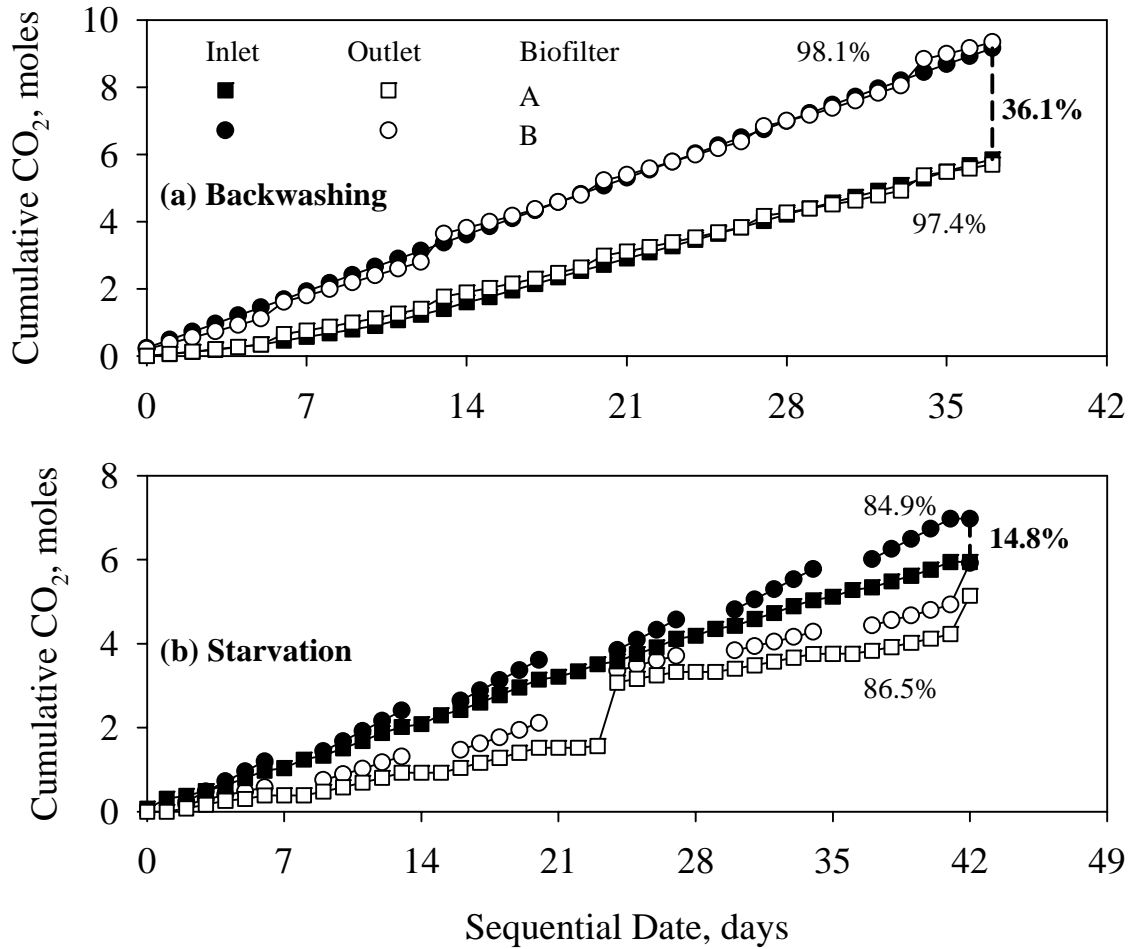 Cumulative CO₂, moles
10
8
6
4
2
0
Inlet Outlet Biofilter
A
B
98.1%
36.1%
(a) Backwashing
97.4%
0 7 14 21 28 35 42
Cumulative CO₂, moles
8
6
4
2
0
84.9%
14.8%
(b) Starvation
86.5%
0 7 14 21 28 35 42 49
Sequential Date, days